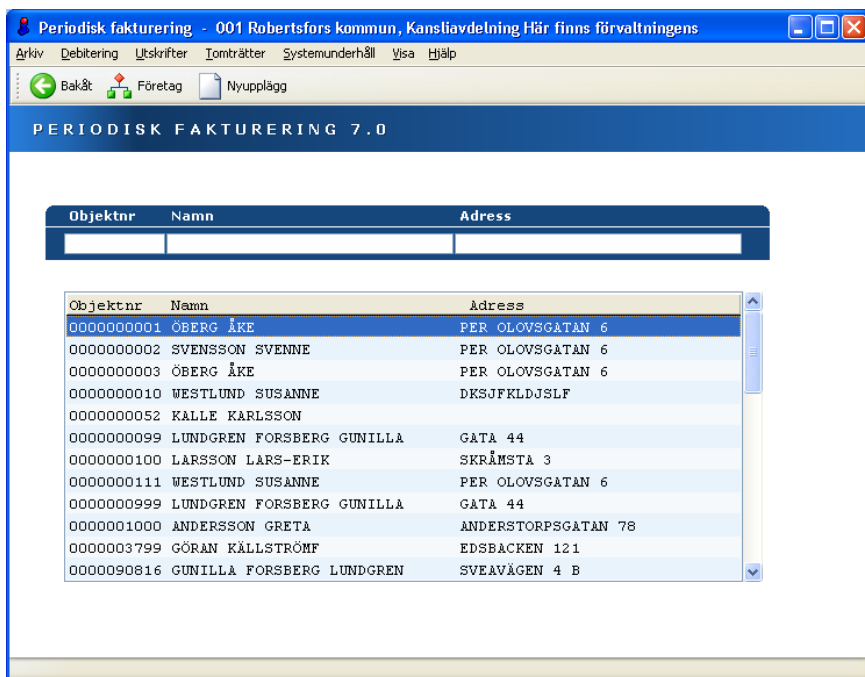 Periodisk fakturering - 001 Robertsfors kommun, Kansliavdelning Här finns förvaltningens
Arkiv Debitering Utskrifter Tomträtter Systemunderhåll Visa Hjälp
Bakåt Företag Nyupplägg
PERIODISK FAKTURERING 7.0
Objektnr Namn Adress
Objektnr Namn Adress
0000000001 ÖBERG ÅKE PER OLOVSGATAN 6
0000000002 SVENSSON SVENNE PER OLOVSGATAN 6
0000000003 ÖBERG ÅKE PER OLOVSGATAN 6
0000000010 WESTLUND SUSANNE DKSJFKLDJSLF
0000000052 KALLE KARLSSON
0000000099 LUNDGREN FORSBERG GUNILLA GATA 44
0000000100 LARSSON LARS-ERIK SKRÅMSTA 3
0000000111 WESTLUND SUSANNE PER OLOVSGATAN 6
0000000999 LUNDGREN FORSBERG GUNILLA GATA 44
0000001000 ANDERSSON GRETA ANDERSTORPSGATAN 78
0000003799 GÖRAN KÄLLSTRÖMF EDSBACKEN 121
0000090816 GUNILLA FORSBERG LUNDGREN SVEAVÄGEN 4 B